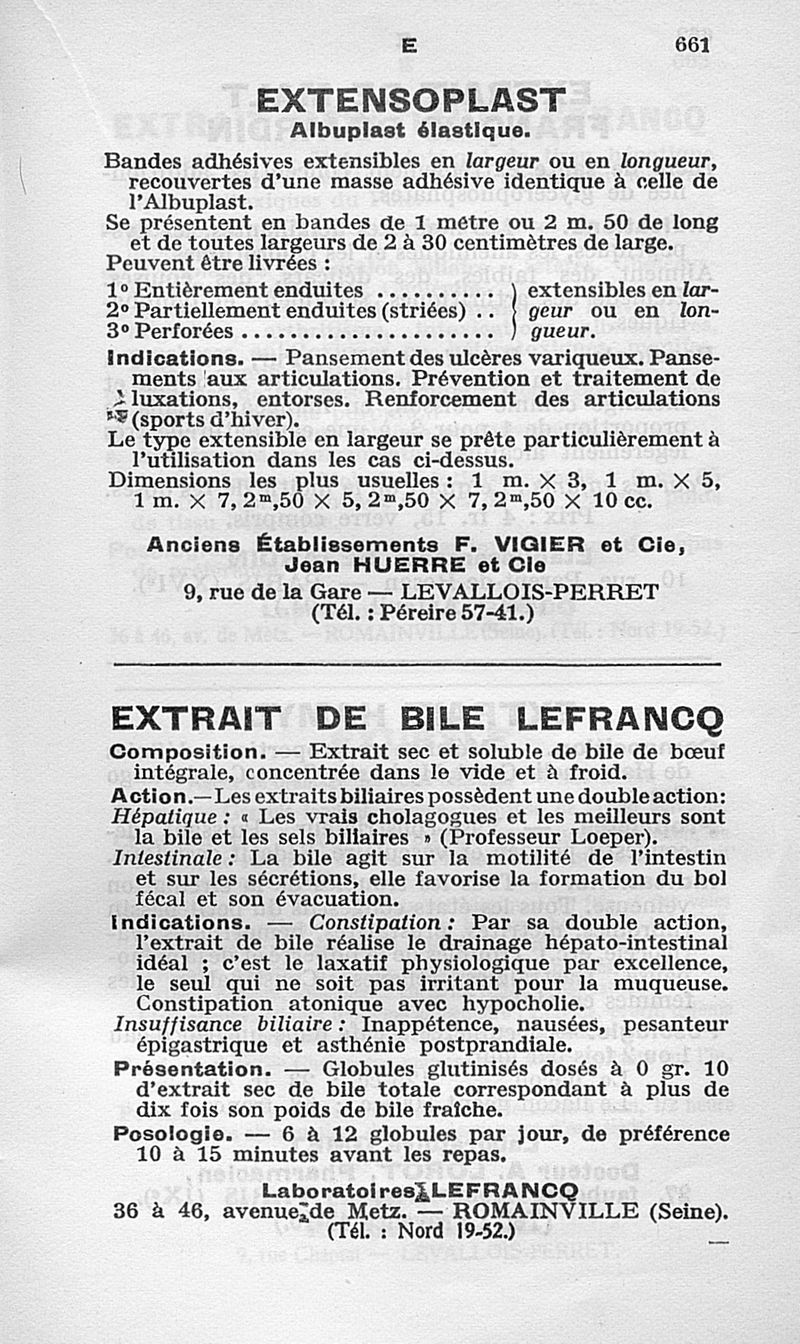 E 661
EXTENSOPLAST
Albuplast élastique.
Bandes adhésives extensibles en largeur ou en longueur,
recouvertes d'une masse adhésive identique à celle de
l'Albuplast.
Se présentent en bandes de 1 mètre ou 2 m. 50 de long
et de toutes largeurs de 2 à 30 centimètres de large.
Peuvent être livrées :
1° Entièrement enduites .......... } extensibles en lar-
2° Partiellement enduites (striées) .. } geur ou en lon-
3° Perforées ..................... } gueur.
Indications. — Pansement des ulcères variqueux. Panse-
ments aux articulations. Prévention et traitement de
luxations, entorses. Renforcement des articulations
(sports d'hiver).
Le type extensible en largeur se prête particulièrement à
l'utilisation dans les cas ci-dessus.
Dimensions les plus usuelles : 1 m. X 3, 1 m. X 5,
1 m. X 7, 2ᵐ,50 X 5, 2ᵐ,50 X 7, 2ᵐ,50 X 10 cc.
Anciens Établissements F. VIGIER et Cie,
Jean HUERRE et Cie
9, rue de la Gare — LEVALLOIS-PERRET
(Tél. : Péreire 57-41.)
EXTRAIT DE BILE LEFRANCQ
Composition. — Extrait sec et soluble de bile de bœuf
intégrale, concentrée dans le vide et à froid.
Action.— Les extraits biliaires possèdent une double action:
Hépatique : « Les vrais cholagogues et les meilleurs sont
la bile et les sels biliaires » (Professeur Loeper).
Intestinale : La bile agit sur la motilité de l'intestin
et sur les sécrétions, elle favorise la formation du bol
fécal et son évacuation.
Indications. — Constipation : Par sa double action,
l'extrait de bile réalise le drainage hépato-intestinal
idéal ; c'est le laxatif physiologique par excellence,
le seul qui ne soit pas irritant pour la muqueuse.
Constipation atonique avec hypocholie.
Insuffisance biliaire : Inappétence, nausées, pesanteur
épigastrique et asthénie postprandiale.
Présentation. — Globules glutinisés dosés à 0 gr. 10
d'extrait sec de bile totale correspondant à plus de
dix fois son poids de bile fraîche.
Posologie. — 6 à 12 globules par jour, de préférence
10 à 15 minutes avant les repas.
Laboratoires LEFRANCQ
36 à 46, avenue de Metz. — ROMAINVILLE (Seine).
(Tél. : Nord 19-52.)